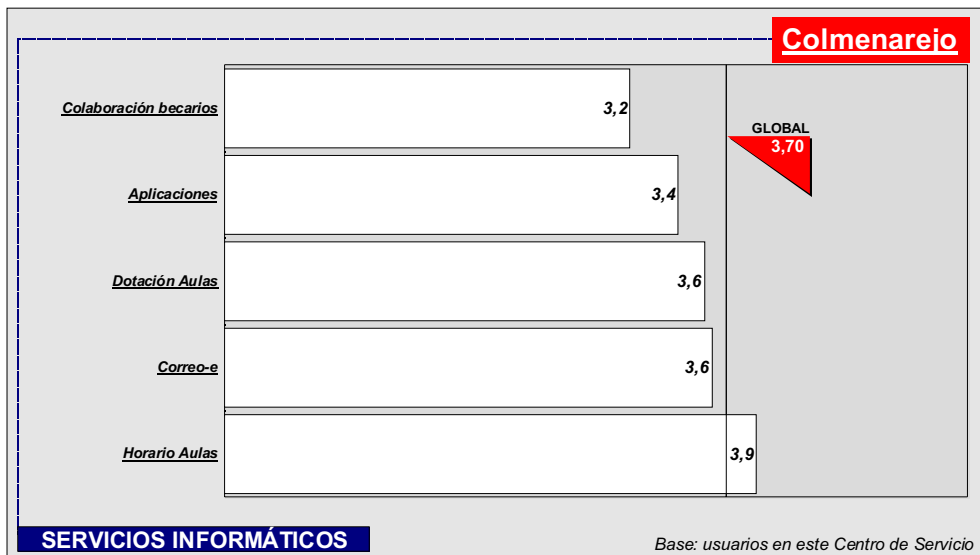 Colmenarejo
Colaboración becarios
3,2
GLOBAL
3,70
Aplicaciones
3,4
Dotación Aulas
3,6
Correo-e
3,6
Horario Aulas
3,9
SERVICIOS INFORMÁTICOS
Base: usuarios en este Centro de Servicio